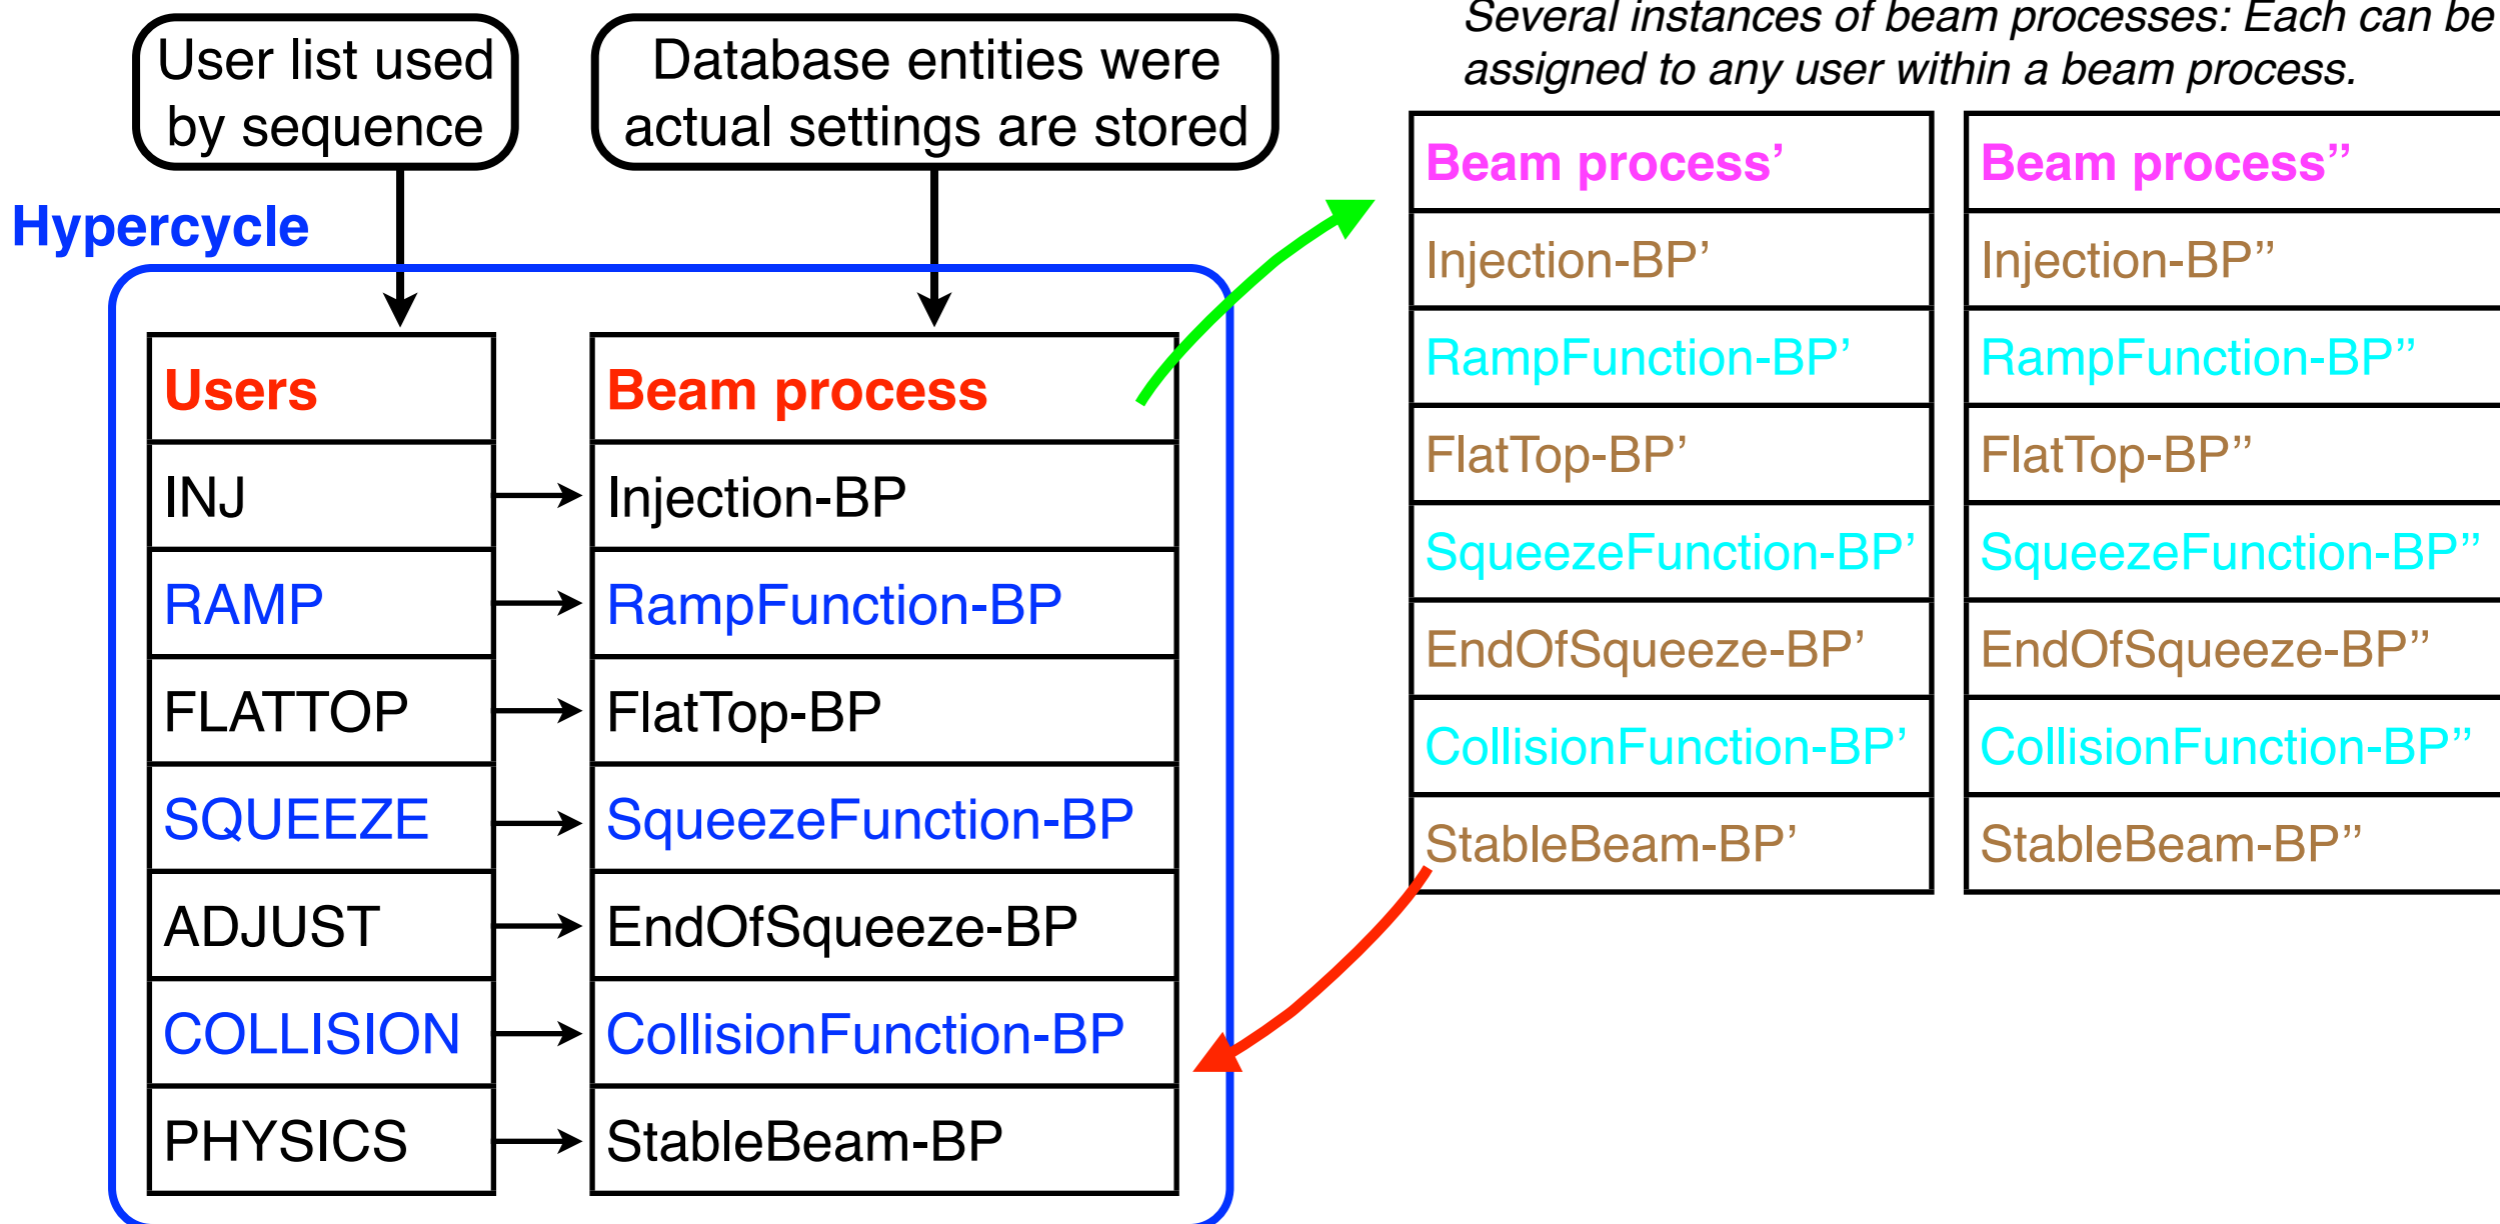 User list used
by sequence
Database entities were
actual settings are stored
Several instances of beam processes: Each can be
assigned to any user within a beam process.
Hypercycle
Users
Beam process
INJ
Injection-BP
RAMP
RampFunction-BP
FLATTOP
FlatTop-BP
SQUEEZE
SqueezeFunction-BP
ADJUST
EndOfSqueeze-BP
COLLISION
CollisionFunction-BP
PHYSICS
StableBeam-BP
Beam process’
Beam process”
Injection-BP’
Injection-BP”
RampFunction-BP’
RampFunction-BP”
FlatTop-BP’
FlatTop-BP”
SqueezeFunction-BP’
SqueezeFunction-BP”
EndOfSqueeze-BP’
EndOfSqueeze-BP”
CollisionFunction-BP’
CollisionFunction-BP”
StableBeam-BP’
StableBeam-BP”